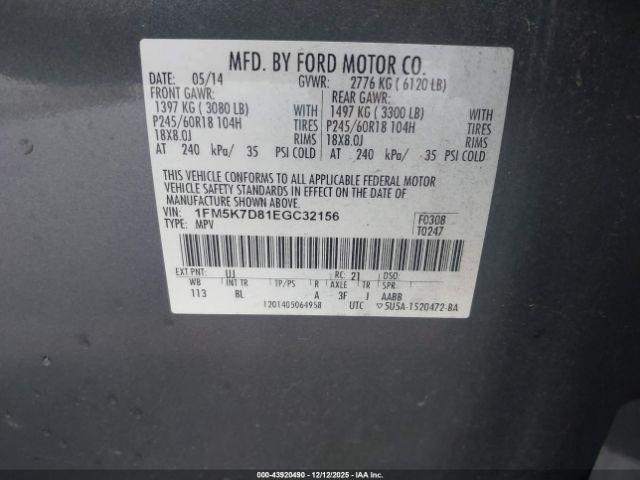 MFD. BY FORD MOTOR CO.
DATE: 05/14 GVWR: 2776 KG ( 6120 LB)
FRONT GAWR: REAR GAWR:
1397 KG ( 3080 LB) WITH 1497 KG ( 3300 LB) WITH
P245/60R18 104H TIRES P245/60R18 104H TIRES
18X8.0J RIMS 18X8.0J RIMS
AT 240 kPa/ 35 PSI COLD AT 240 kPa/ 35 PSI COLD
THIS VEHICLE CONFORMS TO ALL APPLICABLE FEDERAL MOTOR
VEHICLE SAFETY STANDARDS IN EFFECT ON THE DATE OF
MANUFACTURE SHOWN ABOVE.
VIN: 1FM5K7D81EGC32156 F0308
TYPE: MPV T0247
EXT PNT: UJ RC: 21 DSO:
WB INT TR TP/PS R AXLE TR SPR
113 8L A 3F J AABB
1201405064958 UTC ▽5U5A-1520472-BA
000-43920490 - 12/12/2025 - IAA Inc.